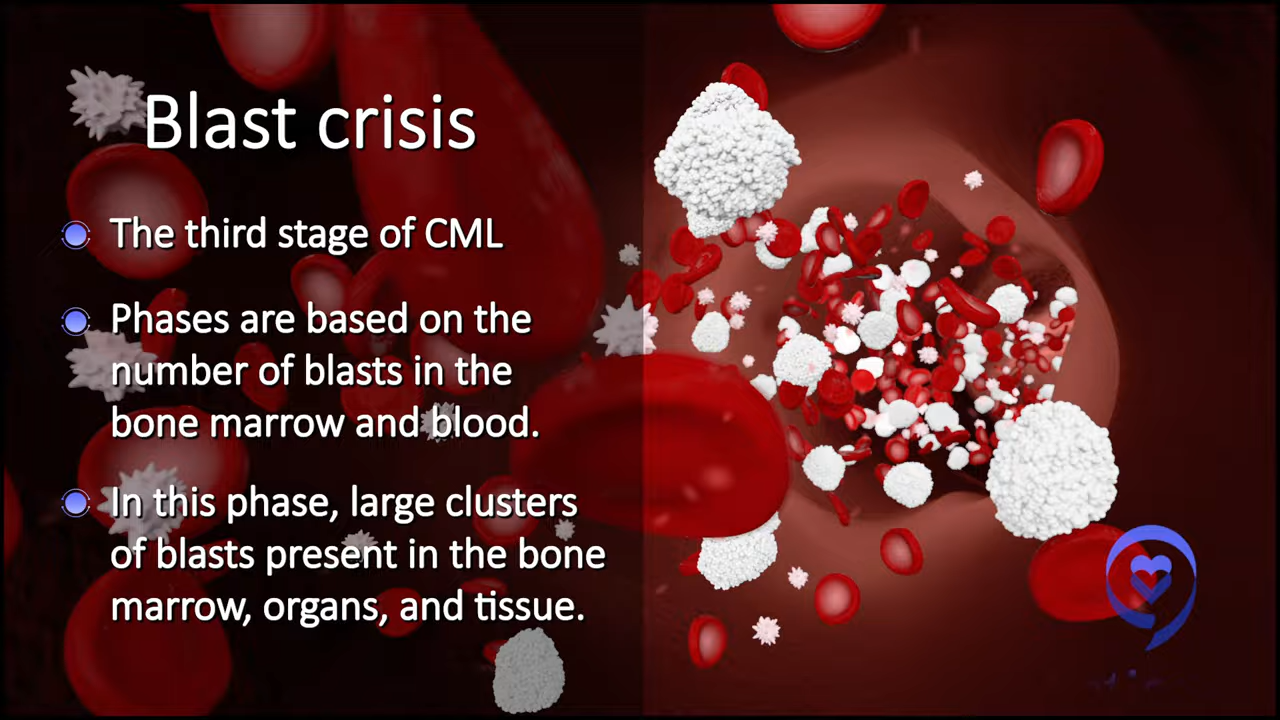 Blast crisis
The third stage of CML
Phases are based on the
number of blasts in the
bone marrow and blood.
In this phase, large clusters
of blasts present in the bone
marrow, organs, and tissue.